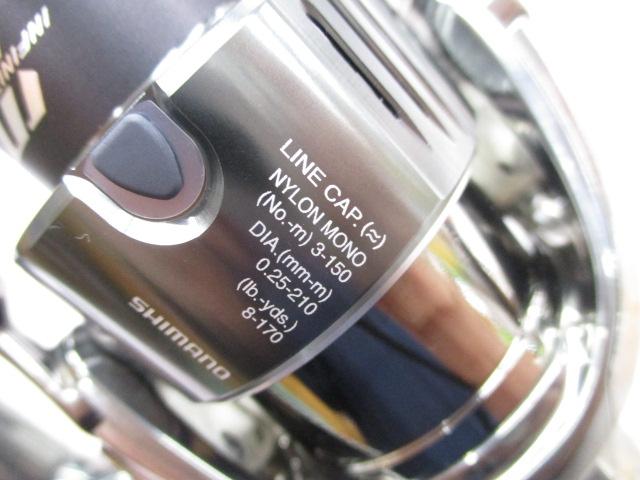 LINE CAP. (≈)
NYLON MONO
(No.-m) 3-150
DIA.(mm-m)
0.25-210
(lb.-yds.)
8-170
SHIMANO